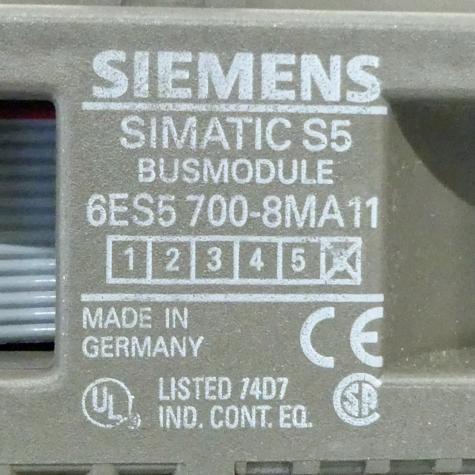 SIEMENS
SIMATIC S5
BUSMODULE
6ES5 700-8MA11
1 2 3 4 5 X
MADE IN
GERMANY
CE
UL
LISTED 74D7
IND. CONT. EQ.
SA